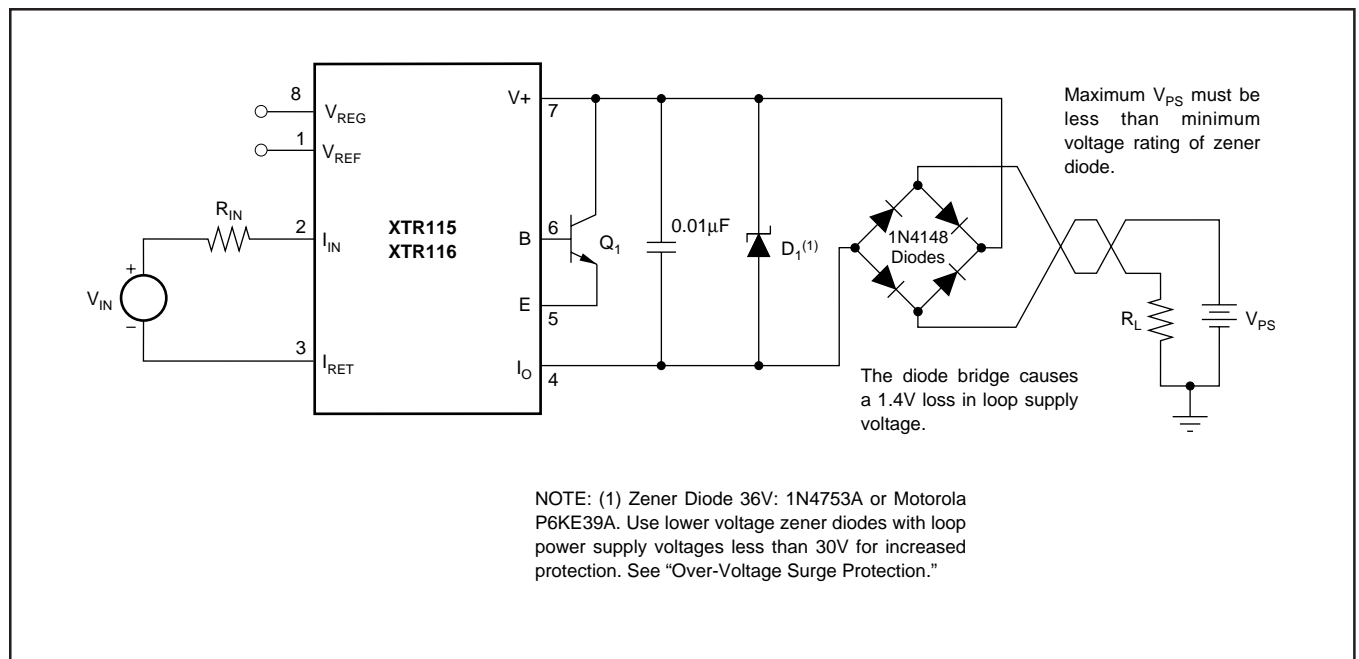 8
V_REG
1
V_REF
R_IN
2
I_IN
V_IN
+
–
3
I_RET
XTR115
XTR116
V+
7
B
6
Q1
E
5
I_O
4
0.01µF
D1(1)
1N4148
Diodes
Maximum V_PS must be
less than minimum
voltage rating of zener
diode.
R_L
V_PS
The diode bridge causes
a 1.4V loss in loop supply
voltage.
NOTE: (1) Zener Diode 36V: 1N4753A or Motorola
P6KE39A. Use lower voltage zener diodes with loop
power supply voltages less than 30V for increased
protection. See “Over-Voltage Surge Protection.”